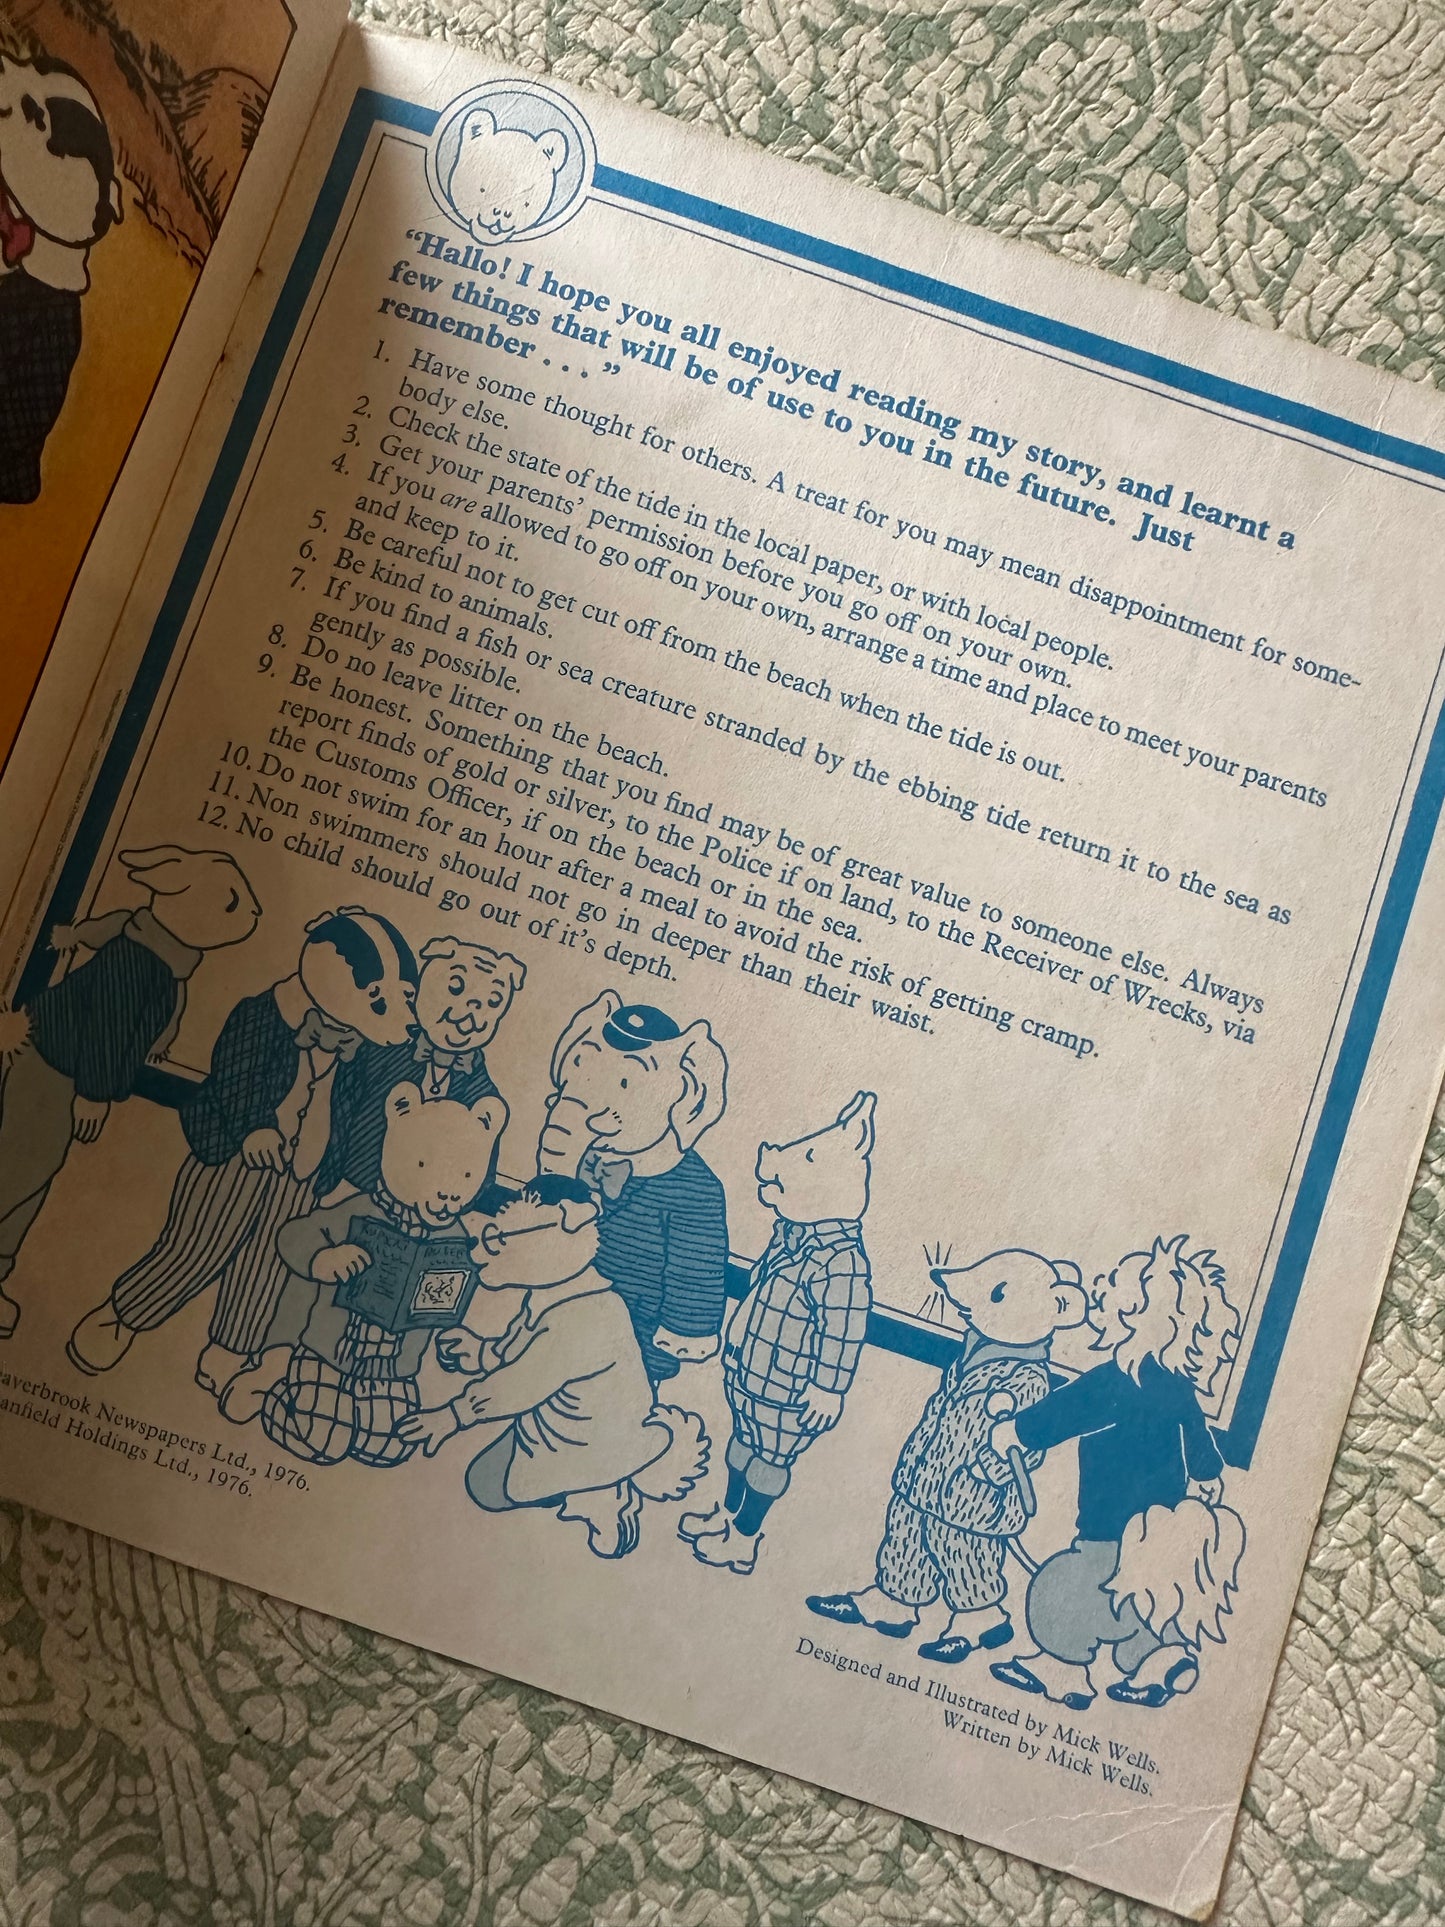 “Hallo! I hope you all enjoyed reading my story, and learnt a
few things that will be of use to you in the future. Just
remember . . . ”
1. Have some thought for others. A treat for you may mean disappointment for some-
body else.
2. Check the state of the tide in the local paper, or with local people.
3. Get your parents’ permission before you go off on your own.
4. If you are allowed to go off on your own, arrange a time and place to meet your parents
and keep to it.
5. Be careful not to get cut off from the beach when the tide is out.
6. Be kind to animals.
7. If you find a fish or sea creature stranded by the ebbing tide return it to the sea as
gently as possible.
8. Do no leave litter on the beach.
9. Be honest. Something that you find may be of great value to someone else. Always
report finds of gold or silver, to the Police if on land, to the Receiver of Wrecks, via
the Customs Officer, if on the beach or in the sea.
10. Do not swim for an hour after a meal to avoid the risk of getting cramp.
11. Non swimmers should not go in deeper than their waist.
12. No child should go out of it’s depth.
RUPERT
averbrook Newspapers Ltd., 1976.
anfield Holdings Ltd., 1976.
Designed and Illustrated by Mick Wells.
Written by Mick Wells.